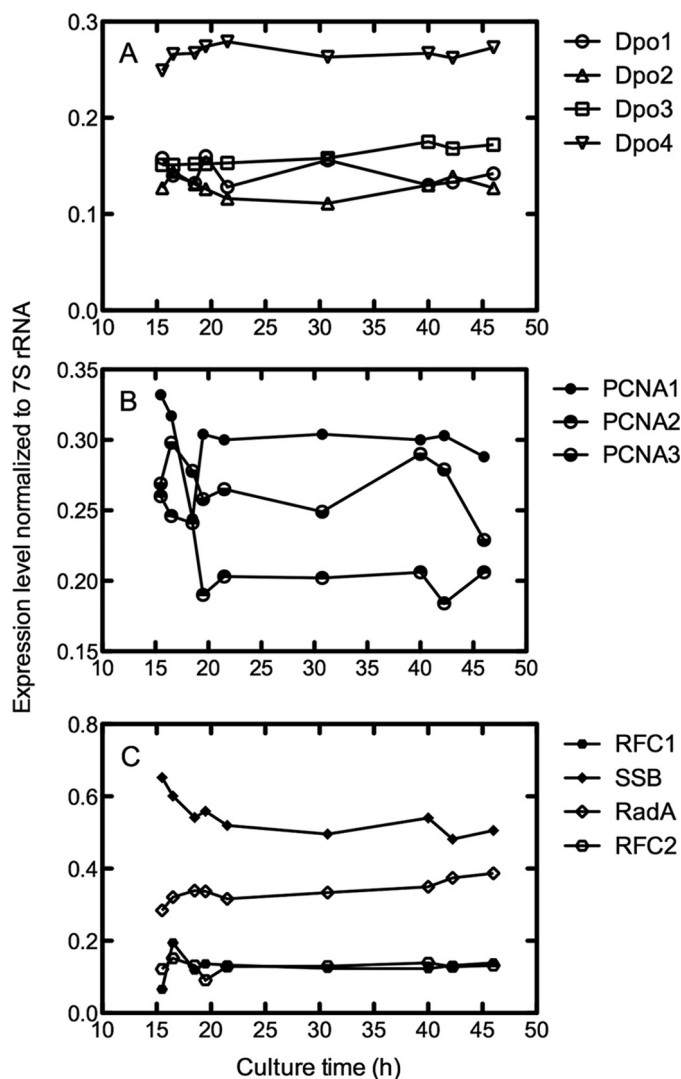 Expression level normalized to 7S rRNA
A
0.3
0.2
0.1
0.0
10 15 20 25 30 35 40 45 50
Dpo1
Dpo2
Dpo3
Dpo4
B
0.35
0.30
0.25
0.20
0.15
10 15 20 25 30 35 40 45 50
PCNA1
PCNA2
PCNA3
C
0.8
0.6
0.4
0.2
0.0
10 15 20 25 30 35 40 45 50
RFC1
SSB
RadA
RFC2
Culture time (h)